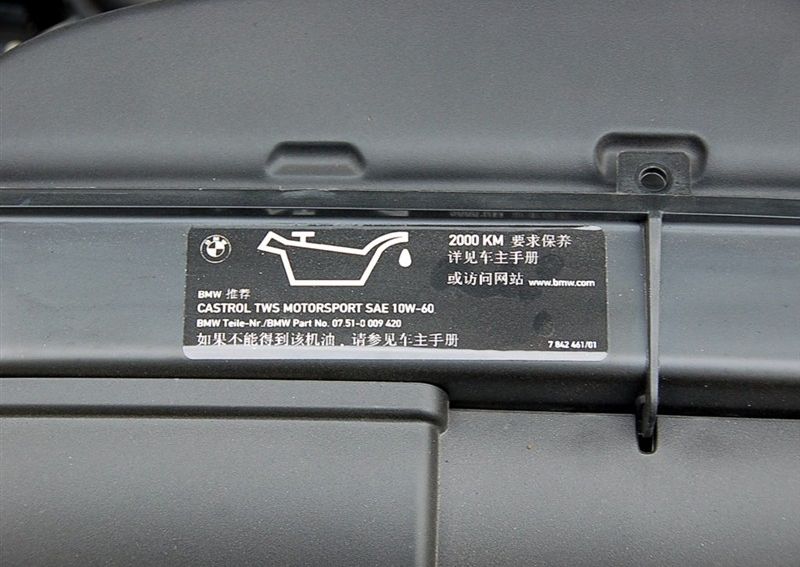 2000 KM 要求保养
详见车主手册
或访问网站 www.bmw.com
BMW 推荐
CASTROL TWS MOTORSPORT SAE 10W-60
BMW Teile-Nr./BMW Part No. 07.51-0 009 420
如果不能得到该机油，请参见车主手册
7 842 461/01